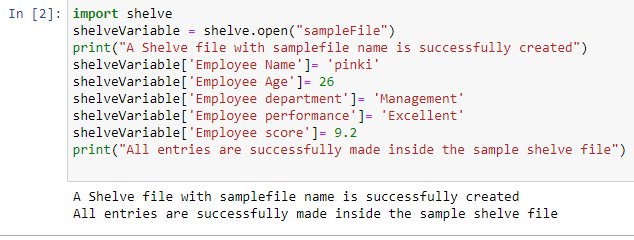 In [2]: import shelve
shelveVariable = shelve.open("sampleFile")
print("A Shelve file with samplefile name is successfully created")
shelveVariable['Employee Name']= 'pinki'
shelveVariable['Employee Age']= 26
shelveVariable['Employee department']= 'Management'
shelveVariable['Employee performance']= 'Excellent'
shelveVariable['Employee score']= 9.2
print("All entries are successfully made inside the sample shelve file")
A Shelve file with samplefile name is successfully created
All entries are successfully made inside the sample shelve file